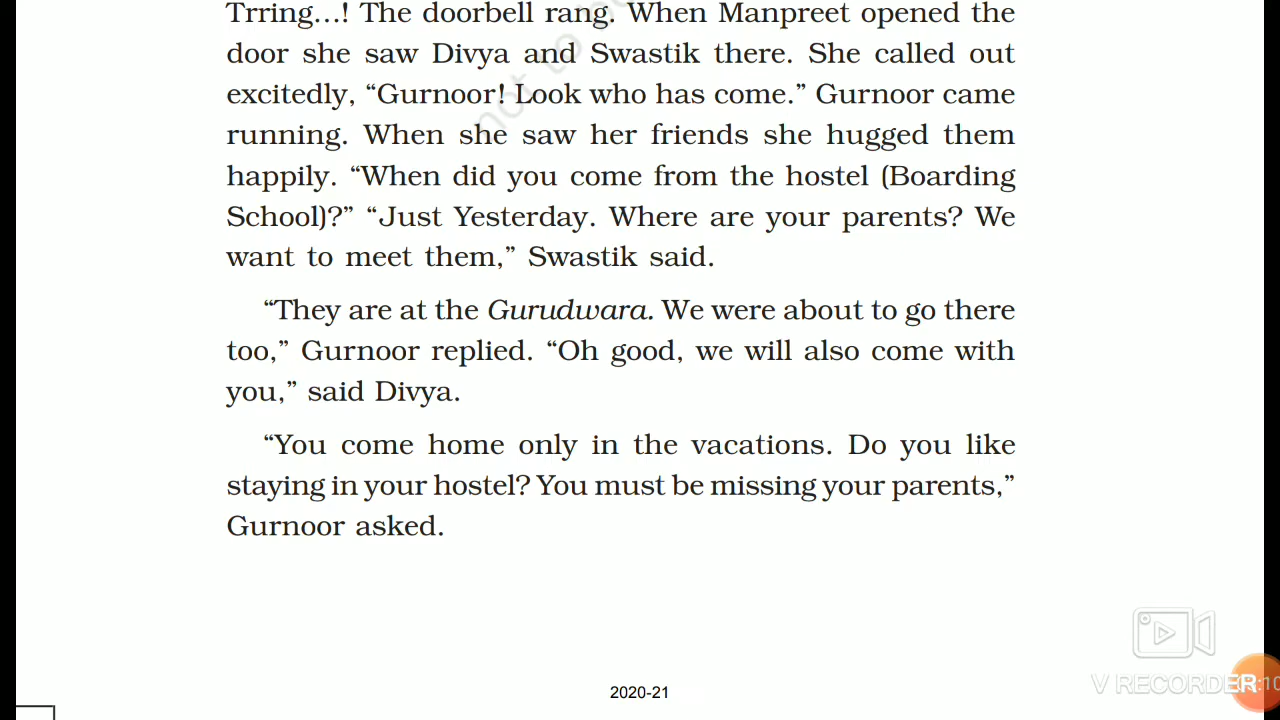 Trring...! The doorbell rang. When Manpreet opened the
door she saw Divya and Swastik there. She called out
excitedly, “Gurnoor! Look who has come.” Gurnoor came
running. When she saw her friends she hugged them
happily. “When did you come from the hostel (Boarding
School)?” “Just Yesterday. Where are your parents? We
want to meet them,” Swastik said.
“They are at the Gurudwara. We were about to go there
too,” Gurnoor replied. “Oh good, we will also come with
you,” said Divya.
“You come home only in the vacations. Do you like
staying in your hostel? You must be missing your parents,”
Gurnoor asked.
not to
2020-21
V RECORDER